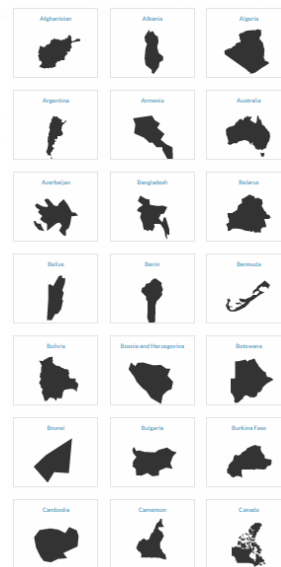 Afghanistan
Albania
Algeria
Argentina
Armenia
Australia
Azerbaijan
Bangladesh
Belarus
Belize
Benin
Bermuda
Bolivia
Bosnia and Herzegovina
Botswana
Brunei
Bulgaria
Burkina Faso
Cambodia
Cameroon
Canada